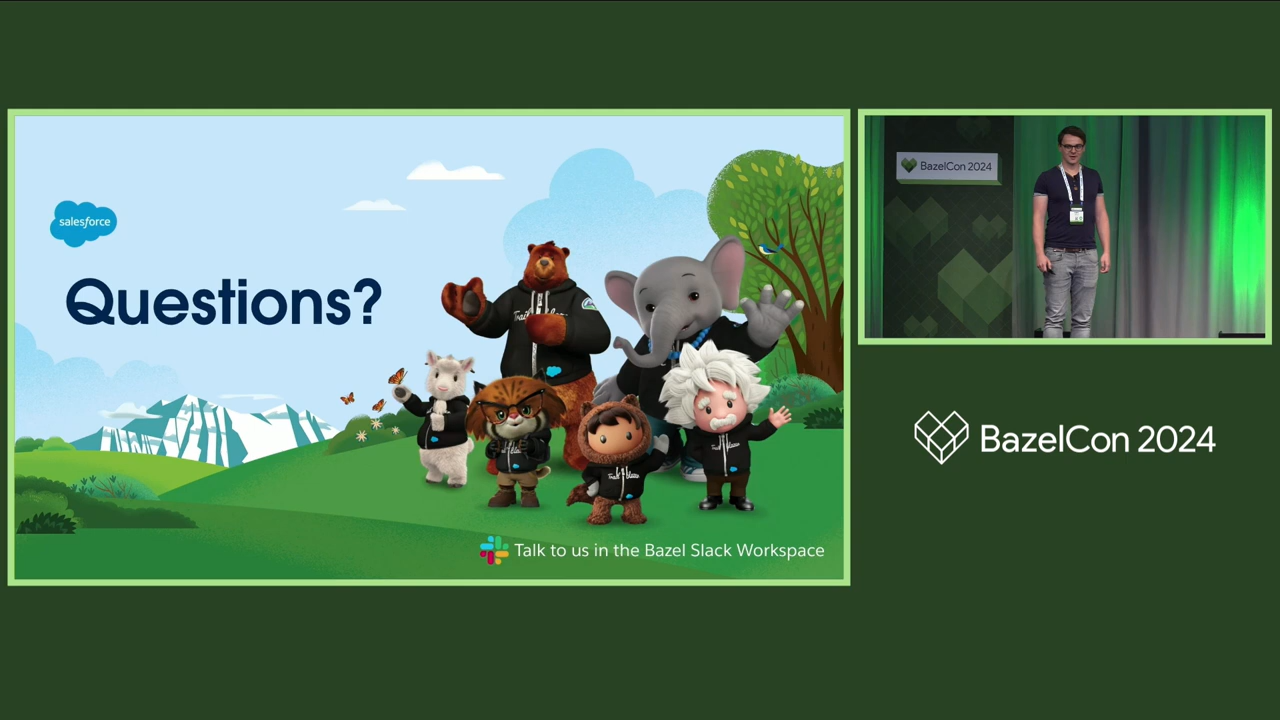 salesforce
Questions?
Talk to us in the Bazel Slack Workspace
BazelCon 2024
BazelCon 2024